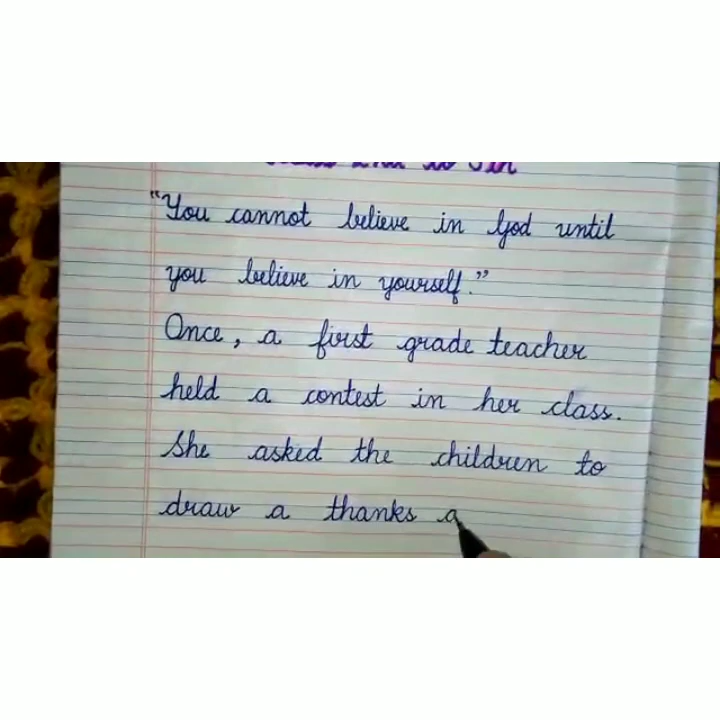 "You cannot believe in God until
you believe in yourself."
Once, a first grade teacher
held a contest in her class.
She asked the children to
draw a thanks